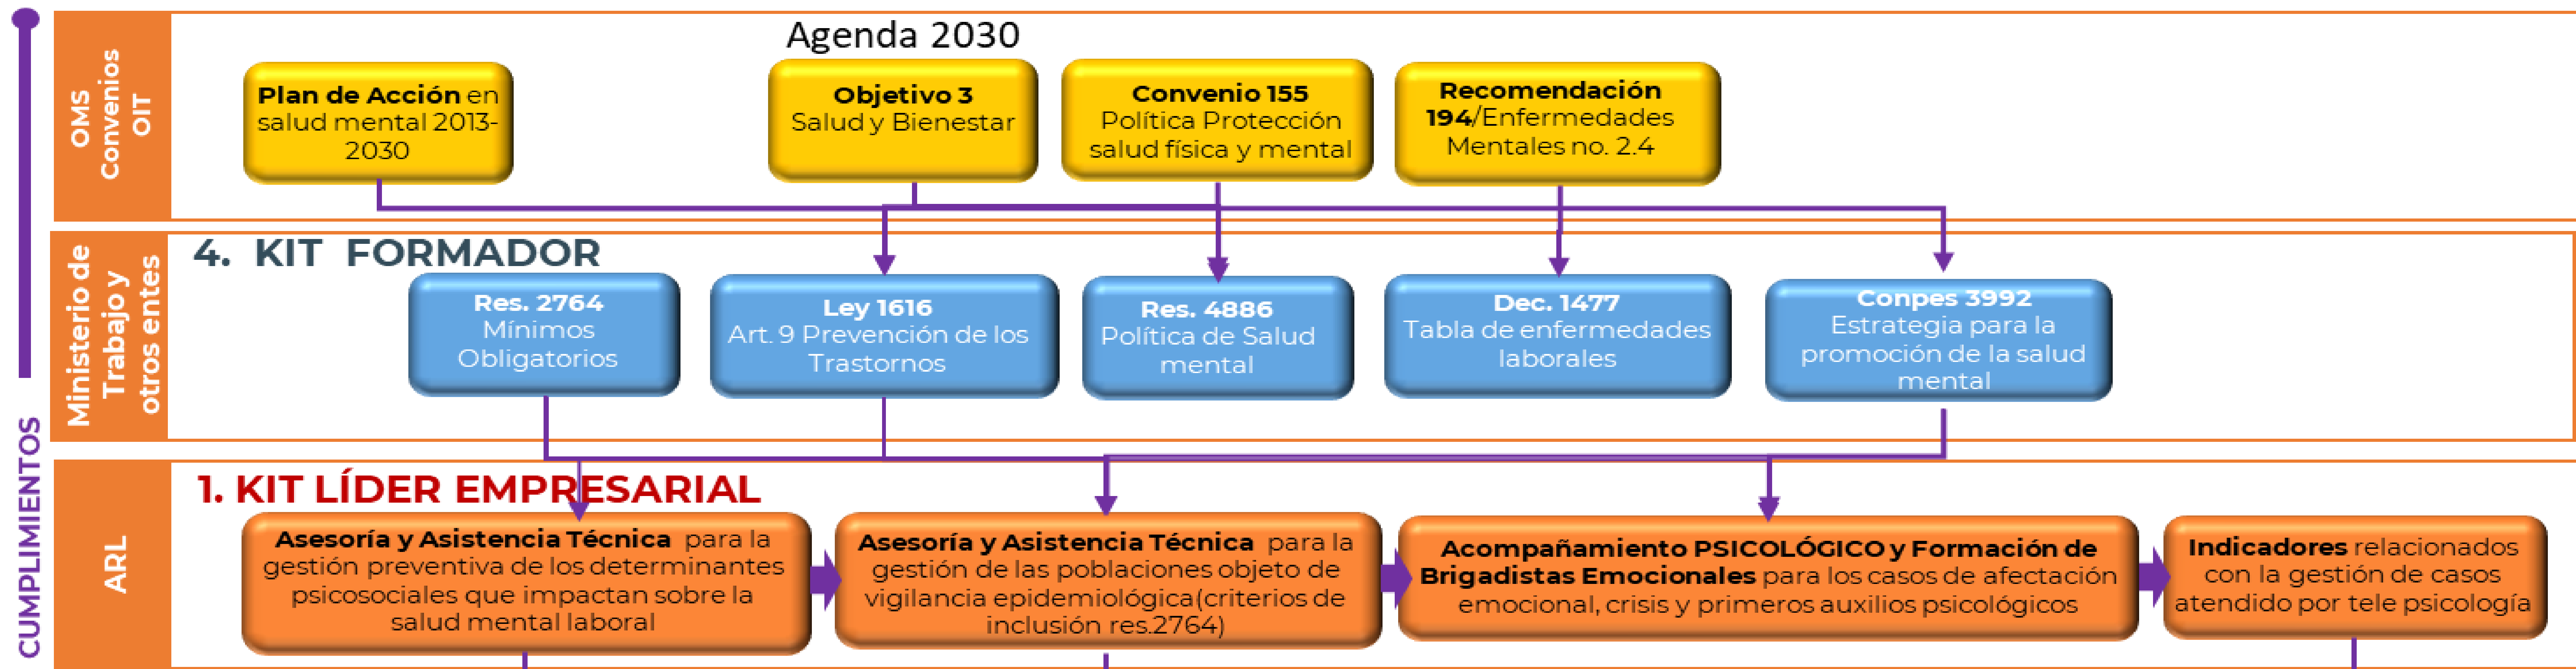 CUMPLIMIENTOS
OMS
Convenios
OIT
Agenda 2030
Plan de Acción en
salud mental 2013-
2030
Objetivo 3
Salud y Bienestar
Convenio 155
Política Protección
salud física y mental
Recomendación
194/Enfermedades
Mentales no. 2.4
Ministerio de
Trabajo y
otros entes
4. KIT FORMADOR
Res. 2764
Mínimos
Obligatorios
Ley 1616
Art. 9 Prevención de los
Trastornos
Res. 4886
Política de Salud
mental
Dec. 1477
Tabla de enfermedades
laborales
Conpes 3992
Estrategia para la
promoción de la salud
mental
ARL
1. KIT LÍDER EMPRESARIAL
Asesoría y Asistencia Técnica para la
gestión preventiva de los determinantes
psicosociales que impactan sobre la
salud mental laboral
Asesoría y Asistencia Técnica para la
gestión de las poblaciones objeto de
vigilancia epidemiológica(criterios de
inclusión res.2764)
Acompañamiento PSICOLÓGICO y Formación de
Brigadistas Emocionales para los casos de afectación
emocional, crisis y primeros auxilios psicológicos
Indicadores relacionados
con la gestión de casos
atendido por tele psicología